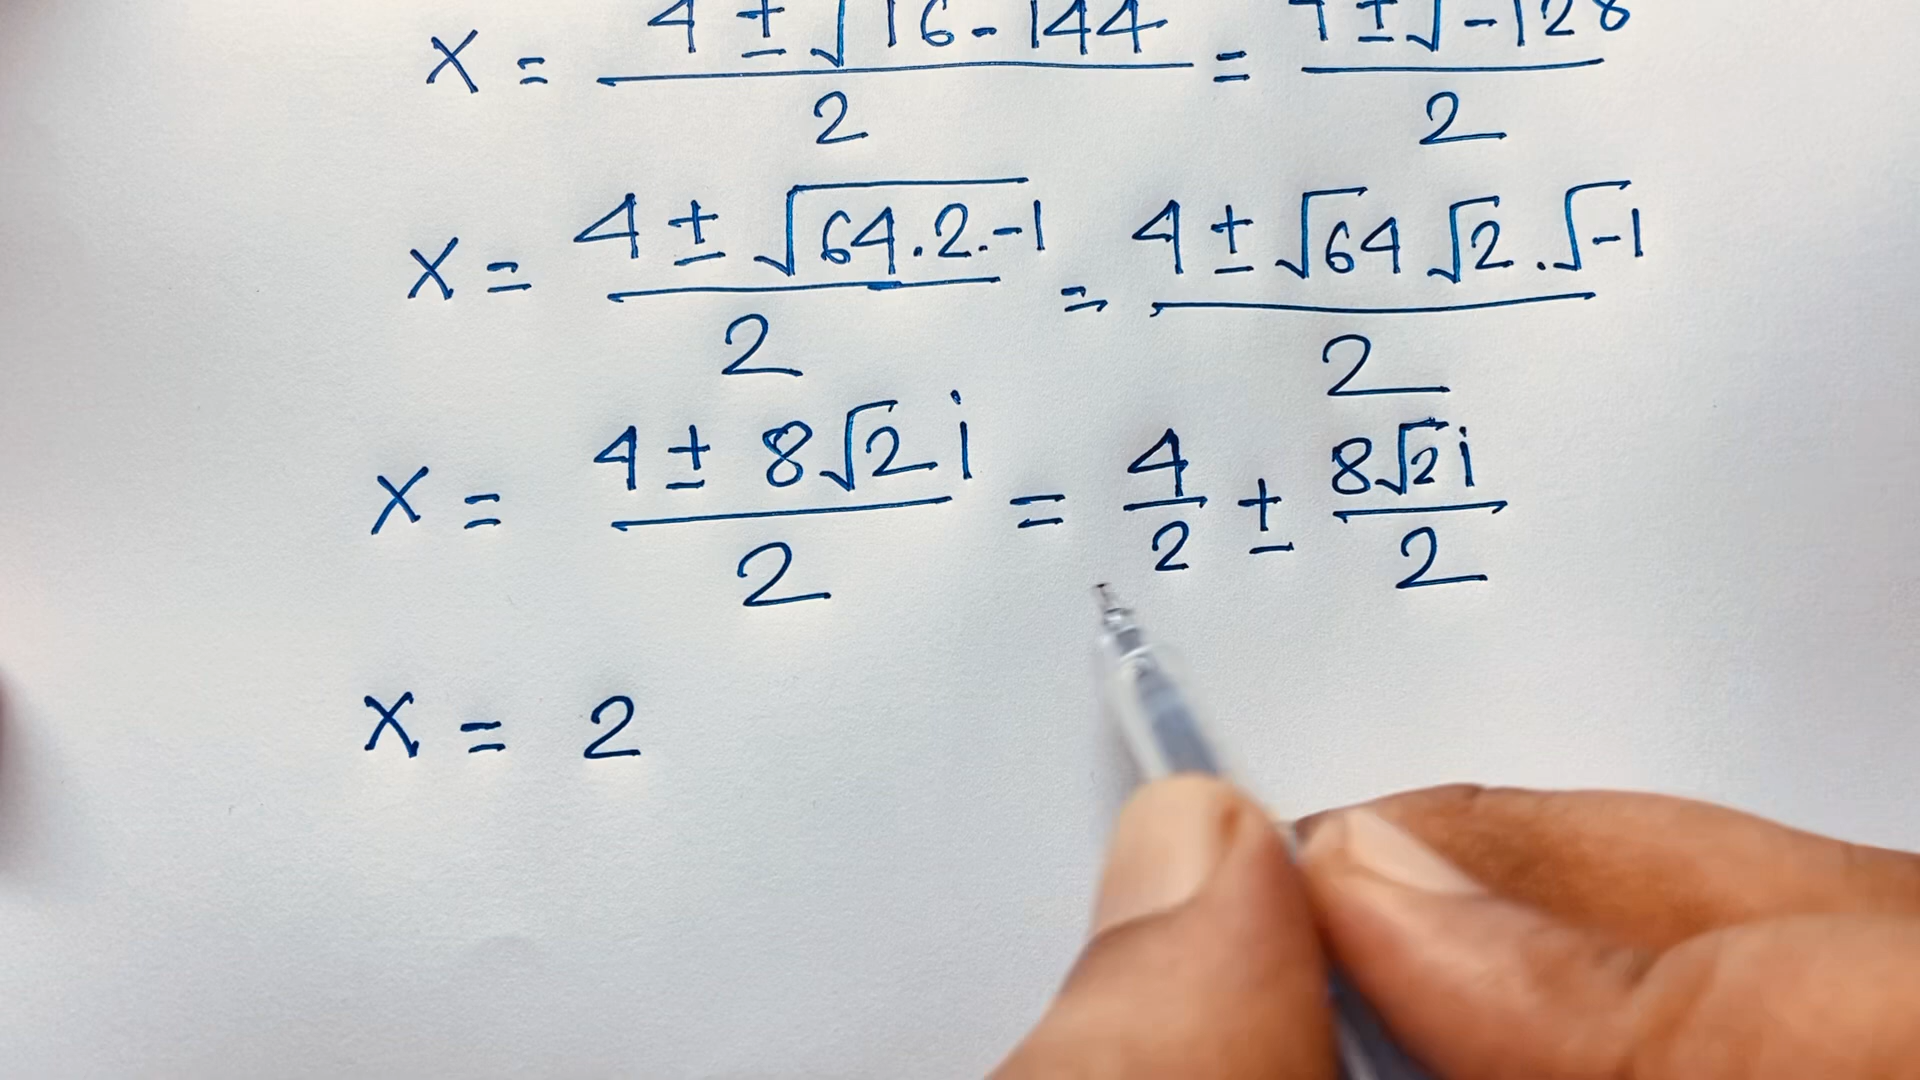 x = (4 ± √16 - 144)/2 = (4 ± √-128)/2
x = (4 ± √64.2.-1)/2 = (4 ± √64 √2 . √-1)/2
x = (4 ± 8√2 i)/2 = 4/2 ± 8√2 i/2
x = 2